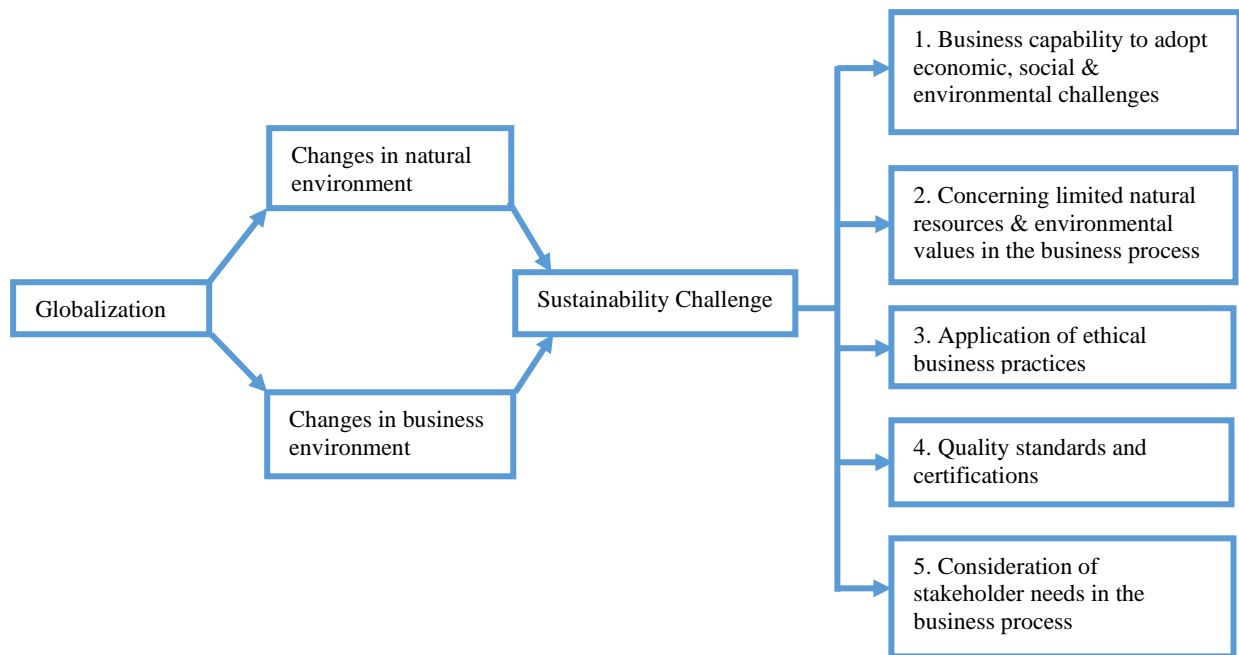 Globalization
Changes in natural
environment
Changes in business
environment
Sustainability Challenge
1. Business capability to adopt
economic, social &
environmental challenges
2. Concerning limited natural
resources & environmental
values in the business process
3. Application of ethical
business practices
4. Quality standards and
certifications
5. Consideration of
stakeholder needs in the
business process